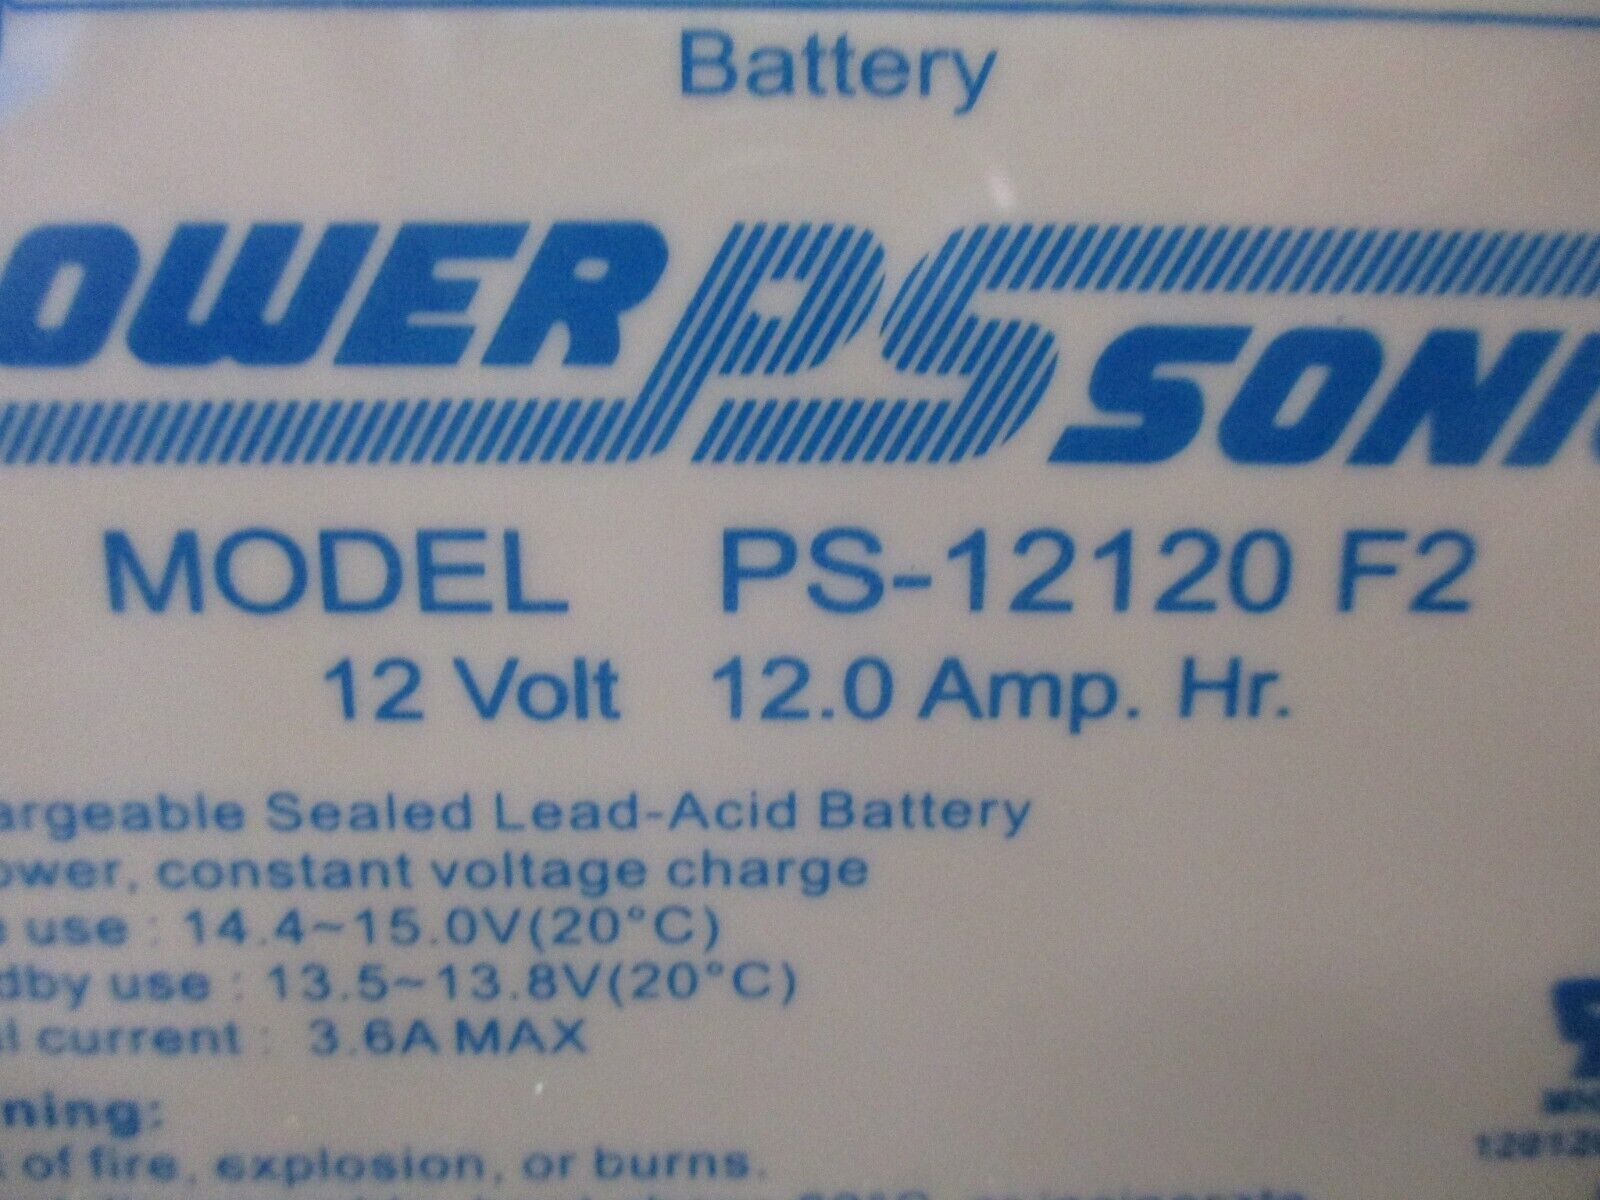 Battery
OWER PS SONIC
MODEL PS-12120 F2
12 Volt 12.0 Amp. Hr.
argeable Sealed Lead-Acid Battery
ower, constant voltage charge
e use : 14.4~15.0V(20°C)
dby use : 13.5~13.8V(20°C)
al current : 3.6A MAX
ning:
of fire, explosion, or burns.